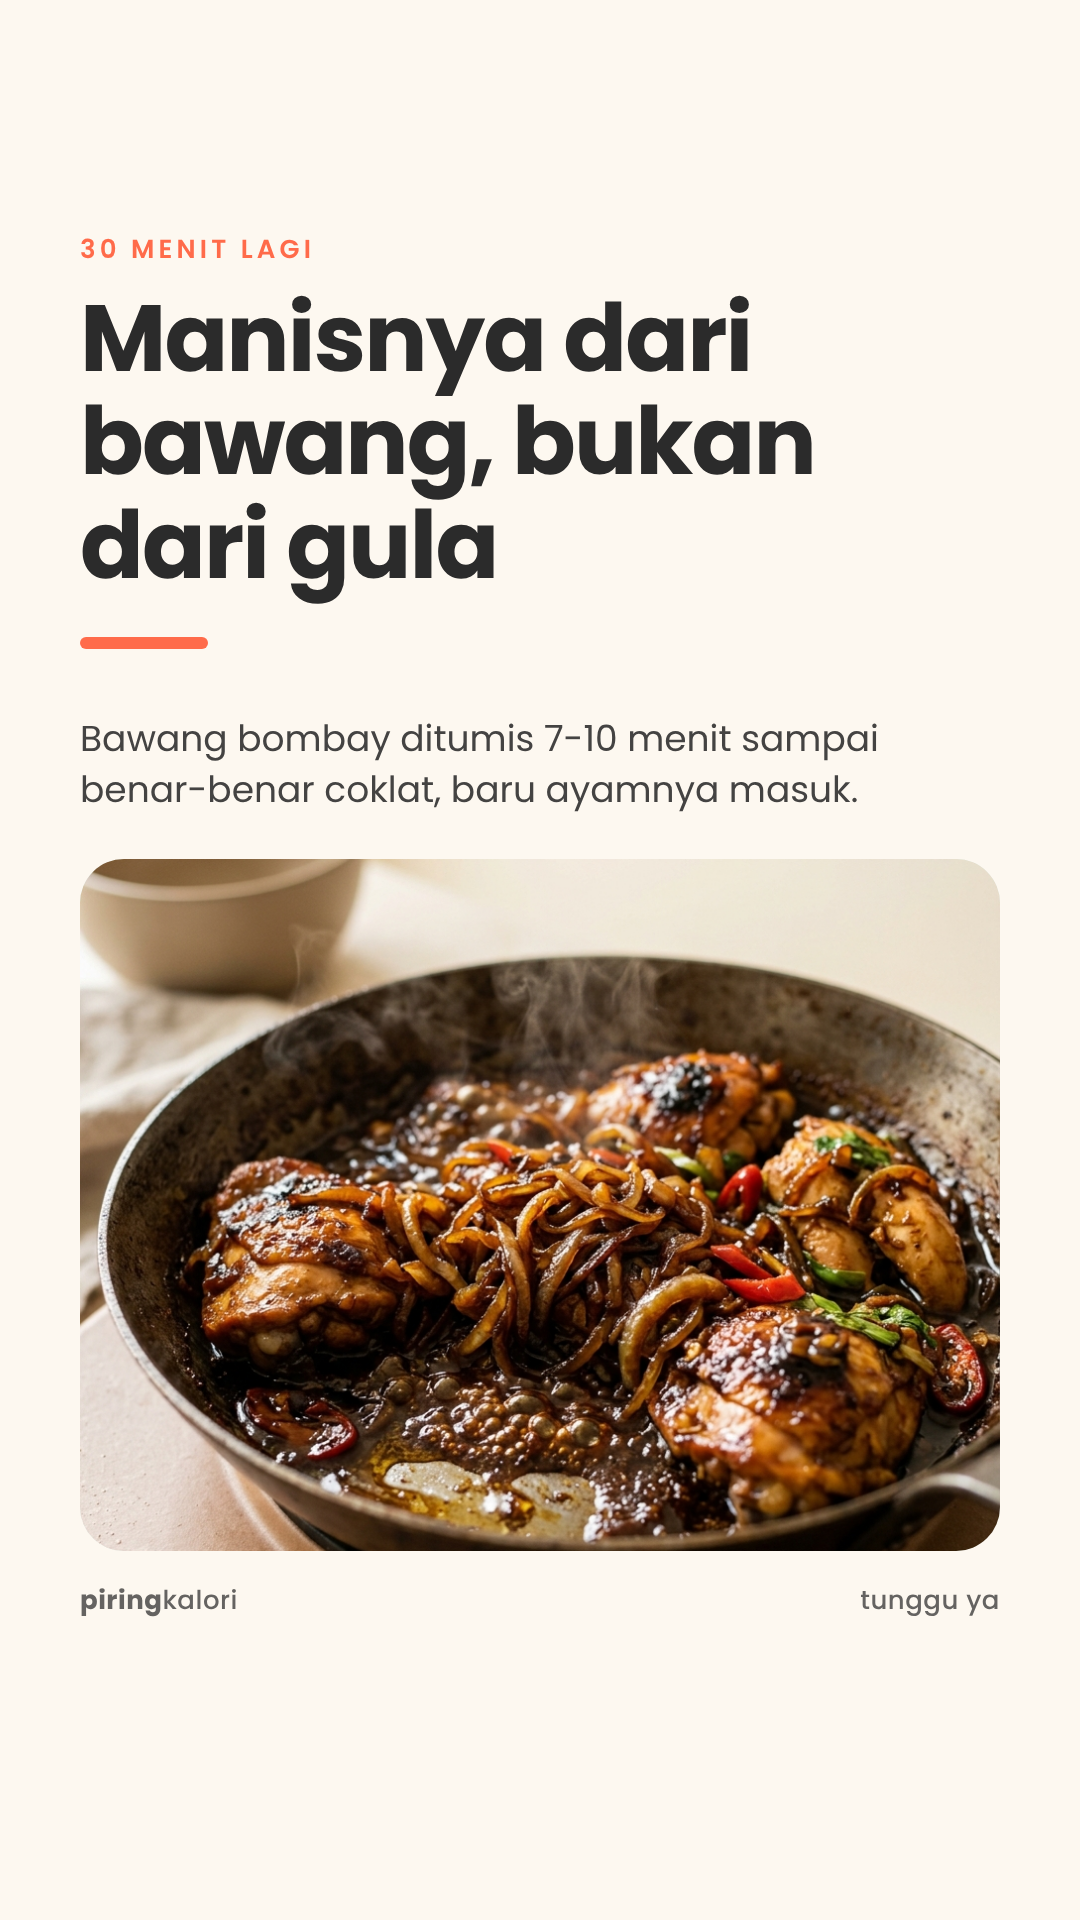 30 MENIT LAGI
Manisnya dari
bawang, bukan
dari gula
Bawang bombay ditumis 7-10 menit sampai
benar-benar coklat, baru ayamnya masuk.
piringkalori
tunggu ya